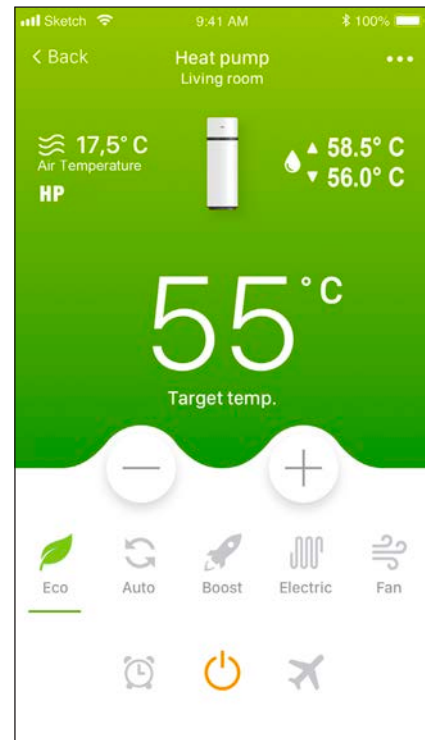 Sketch 9:41 AM 100%
< Back Heat pump •••
Living room
17,5° C ▲ 58.5° C
Air Temperature ▼ 56.0° C
HP
55°C
Target temp.
Eco Auto Boost Electric Fan